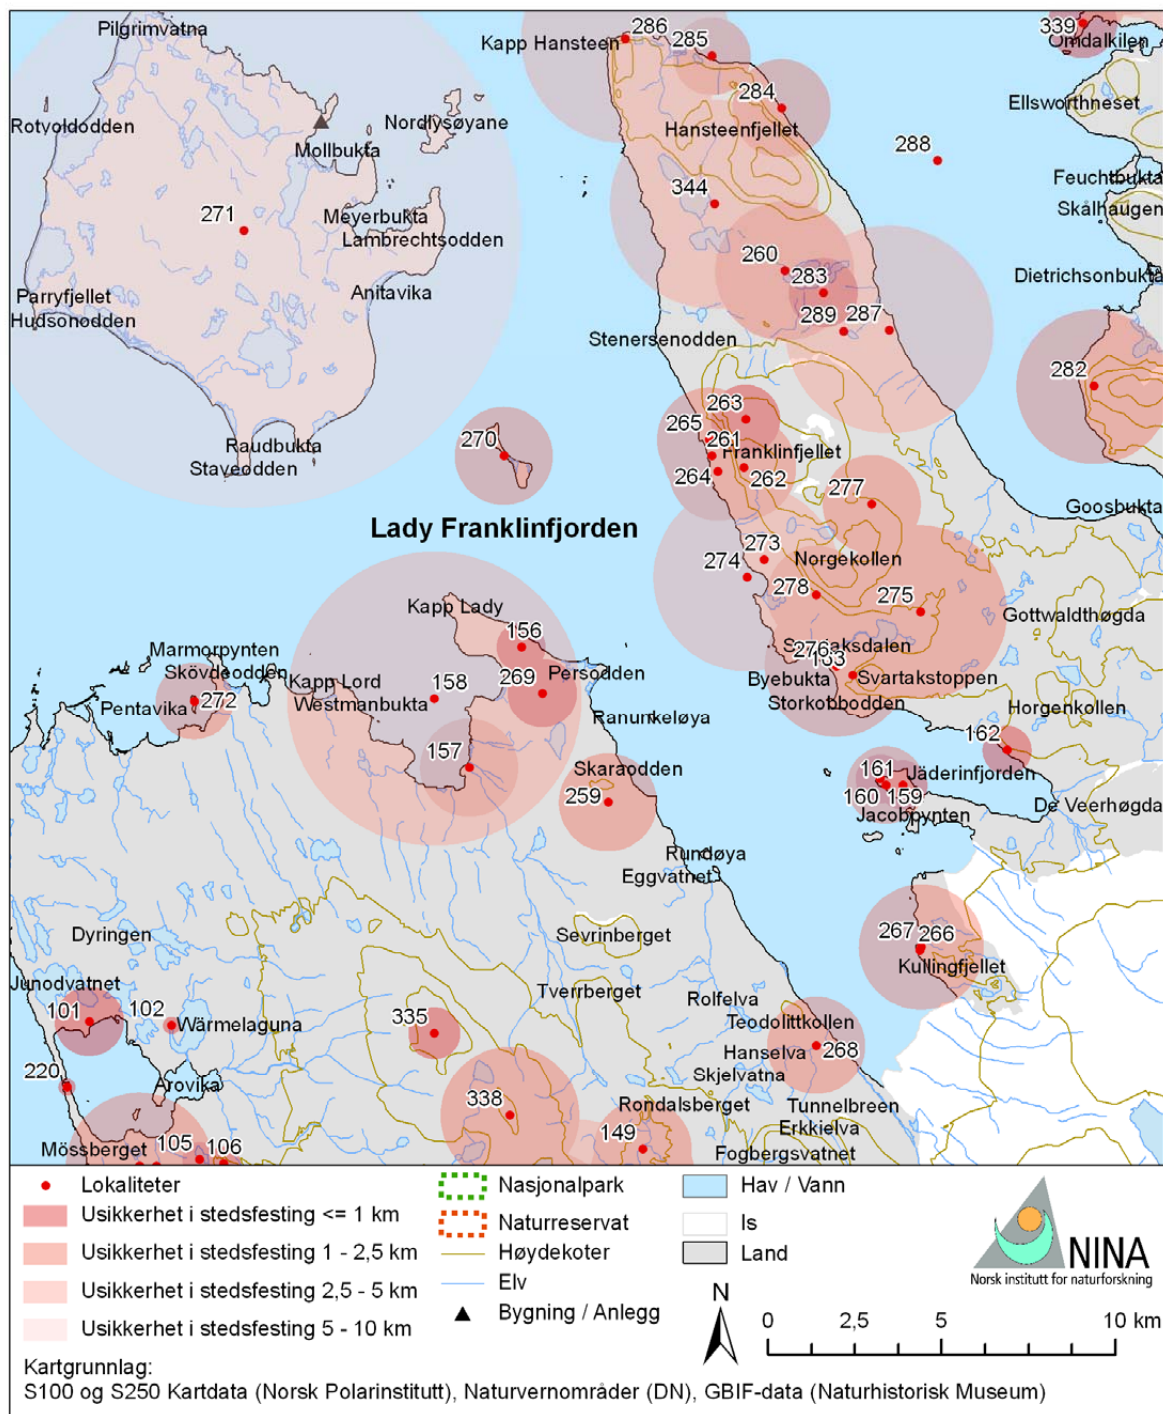 Pilgrimvatna
Kapp Hansteen
286
285
339
Omdalkilen
Ellsworthneset
284
Rotvoldodden
Nordlysøyane
Hansteenfjellet
Mollbukta
288
Feuchtbukta
344
Skålhaugen
271
Meyerbukta
Lambrechtsodden
260
283
Dietrichsonbukta
Parryfjellet
Anitavika
Hudsonodden
289
287
Stenersenodden
282
263
265
261
Franklinfjellet
270
Raudbukta
Staveodden
264
262
277
Goosbukta
Lady Franklinfjorden
273
274
Norgekollen
278
275
Kapp Lady
Gottwaldthøgda
156
Marmorpynten
Skövdeodden
276
Kapp Lord
158
269
Persodden
Byebukta
Svartakstoppen
Pentavika
272
Westmanbukta
Storkobbodden
Ranunkeløya
Horgenkollen
157
162
Skaraodden
161
Jäderinfjorden
259
160
159
De Veerhøgda
Jacobpynten
Rundøya
Eggvatnet
Dyringen
Sevrinberget
267
266
Kullingfjellet
Junodvatnet
Tverrberget
Rolfelva
101
102
Wärmelaguna
335
Teodolittkollen
Hanselva
268
Skjelvatna
220
Arovika
338
Rondalsberget
Tunnelbreen
Erkkielva
Mössberget
105
106
149
Fogbergsvatnet
Lokaliteter
Usikkerhet i stedsfesting <= 1 km
Usikkerhet i stedsfesting 1 - 2,5 km
Usikkerhet i stedsfesting 2,5 - 5 km
Usikkerhet i stedsfesting 5 - 10 km
Nasjonalpark
Naturreservat
Høydekoter
Elv
Bygning / Anlegg
Hav / Vann
Is
Land
N
0 2,5 5 10 km
NINA
Norsk institutt for naturforskning
Kartgrunnlag:
S100 og S250 Kartdata (Norsk Polarinstitutt), Naturvernområder (DN), GBIF-data (Naturhistorisk Museum)